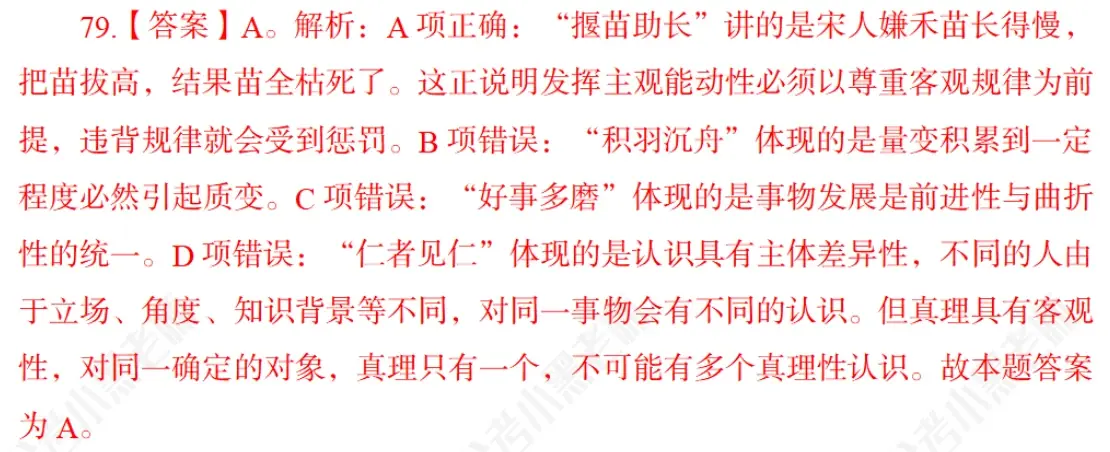 79.【答案】A。解析：A 项正确：“揠苗助长”讲的是宋人嫌禾苗长得慢，
把苗拔高，结果苗全枯死了。这正说明发挥主观能动性必须以尊重客观规律为前
提，违背规律就会受到惩罚。B 项错误：“积羽沉舟”体现的是量变积累到一定
程度必然引起质变。C 项错误：“好事多磨”体现的是事物发展是前进性与曲折
性的统一。D 项错误：“仁者见仁”体现的是认识具有主体差异性，不同的人由
于立场、角度、知识背景等不同，对同一事物会有不同的认识。但真理具有客观
性，对同一确定的对象，真理只有一个，不可能有多个真理性认识。故本题答案
为 A。